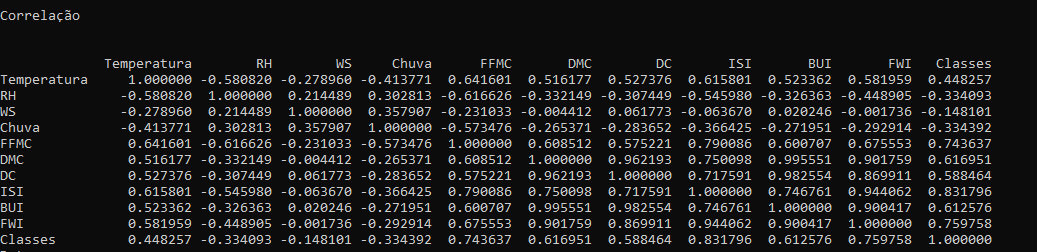 Correlação
Temperatura RH WS Chuva FFMC DMC DC ISI BUI FWI Classes
Temperatura 1.000000 -0.580820 -0.278960 -0.413771 0.641601 0.516177 0.527376 0.615801 0.523362 0.581959 0.448257
RH -0.580820 1.000000 0.214489 0.302813 -0.616626 -0.332149 -0.307449 -0.545980 -0.326363 -0.448905 -0.334093
WS -0.278960 0.214489 1.000000 0.357907 -0.231033 -0.004412 0.061773 -0.063670 0.020246 -0.001736 -0.148101
Chuva -0.413771 0.302813 0.357907 1.000000 -0.573476 -0.265371 -0.283652 -0.366425 -0.271951 -0.292914 -0.334392
FFMC 0.641601 -0.616626 -0.231033 -0.573476 1.000000 0.608512 0.575221 0.790086 0.600707 0.675553 0.743637
DMC 0.516177 -0.332149 -0.004412 -0.265371 0.608512 1.000000 0.962193 0.750098 0.995551 0.901759 0.616951
DC 0.527376 -0.307449 0.061773 -0.283652 0.575221 0.962193 1.000000 0.717591 0.982554 0.869911 0.588464
ISI 0.615801 -0.545980 -0.063670 -0.366425 0.790086 0.750098 0.717591 1.000000 0.746761 0.944062 0.831796
BUI 0.523362 -0.326363 0.020246 -0.271951 0.600707 0.995551 0.982554 0.746761 1.000000 0.900417 0.612576
FWI 0.581959 -0.448905 -0.001736 -0.292914 0.675553 0.901759 0.869911 0.944062 0.900417 1.000000 0.759758
Classes 0.448257 -0.334093 -0.148101 -0.334392 0.743637 0.616951 0.588464 0.831796 0.612576 0.759758 1.000000